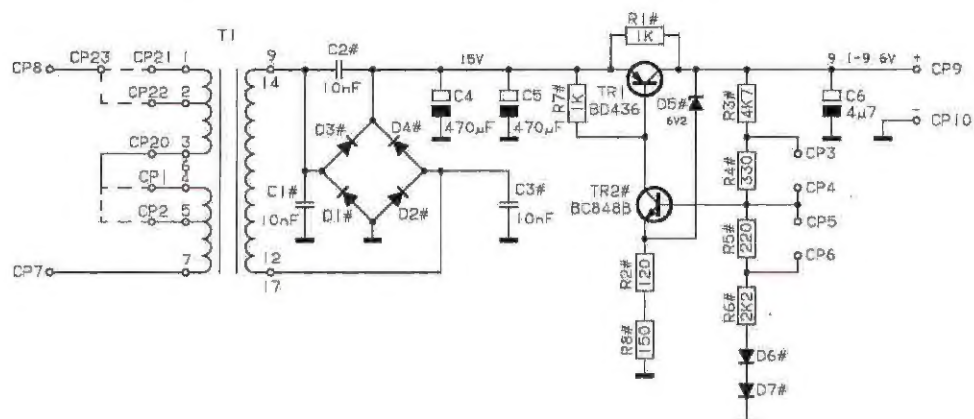 R1#
1K
T1
CP23
CP21
1
9
C2#
15V
9.1-9.6V
+
CP8
14
10nF
CP9
CP22
2
TR1
BD436
R7#
1K
D5#
6V2
R3#
4K7
C4
C5
C6
4µ7
-
CP10
D3#
D4#
470µF
470µF
CP20
3
6
CP3
CP1
4
R4#
330
TR2#
BC848B
CP4
C1#
10nF
C3#
10nF
CP5
CP2
5
D1#
D2#
R5#
220
CP6
CP7
7
12
17
R2#
120
R6#
2K2
R8#
150
D6#
D7#